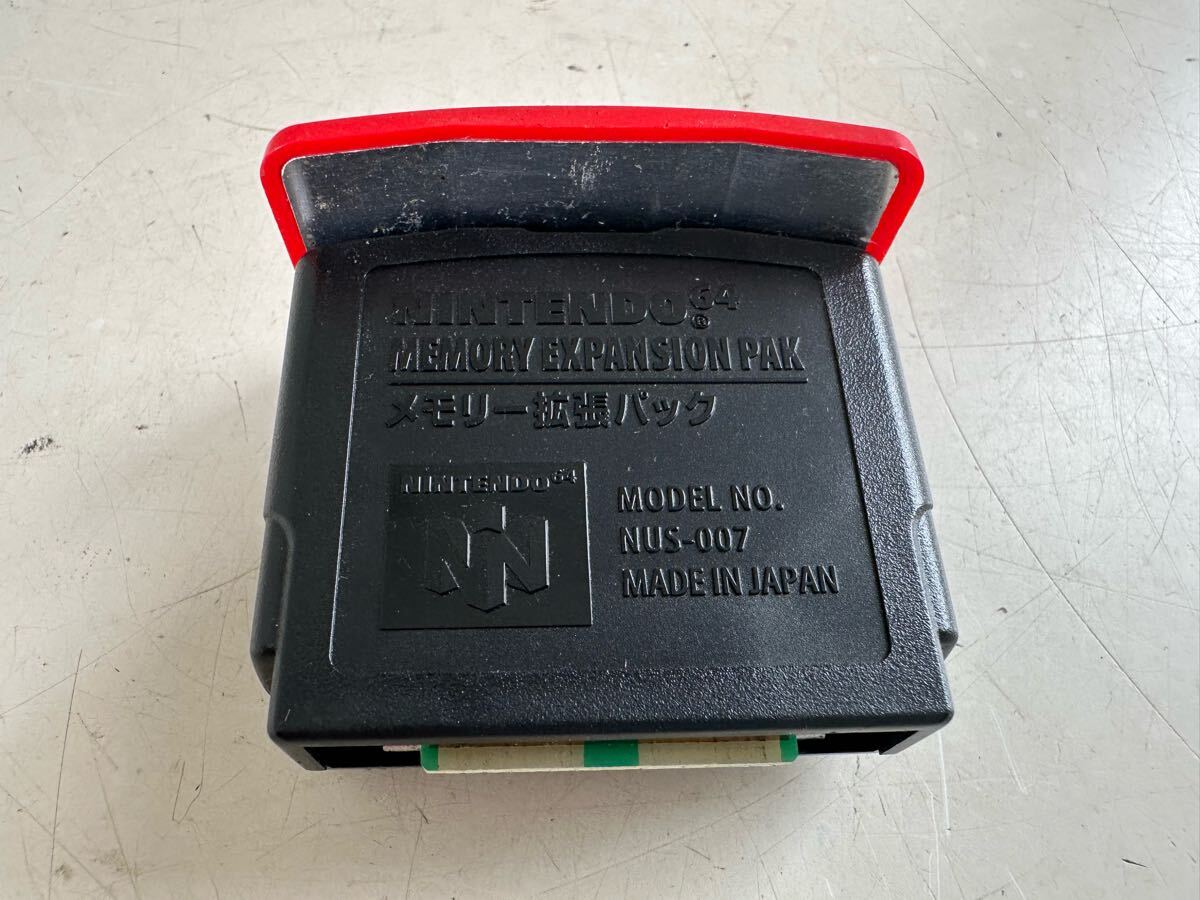 NINTENDO64®
MEMORY EXPANSION PAK
メモリー拡張パック
NINTENDO64
MODEL NO.
NUS-007
MADE IN JAPAN